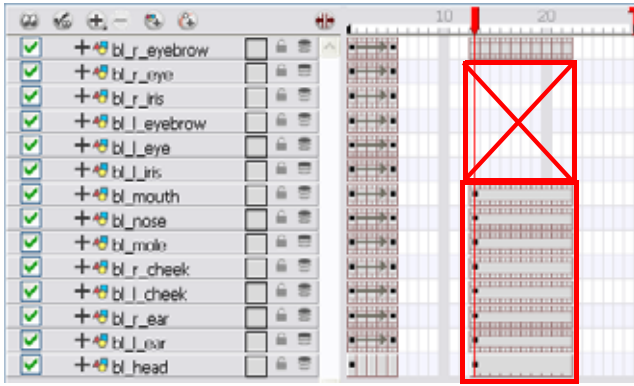 10 20
bl_r_eyebrow
bl_r_eye
bl_r_iris
bl_l_eyebrow
bl_l_eye
bl_l_iris
bl_mouth
bl_nose
bl_mole
bl_r_cheek
bl_l_cheek
bl_r_ear
bl_l_ear
bl_head